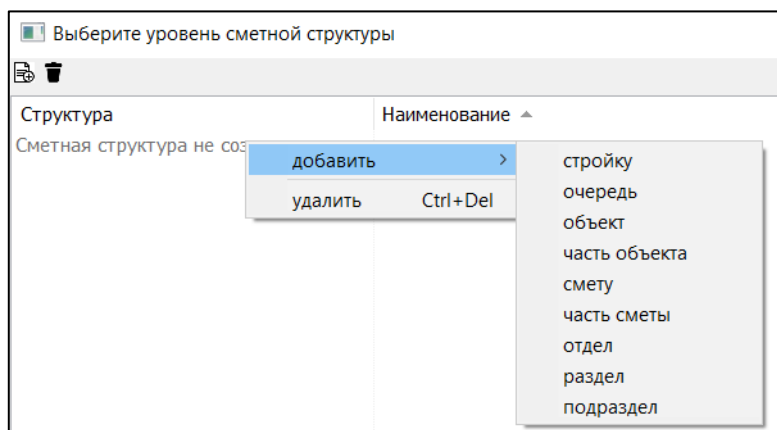 Выберите уровень сметной структуры
Структура Наименование
Сметная структура не соз
добавить
удалить Ctrl+Del
стройку
очередь
объект
часть объекта
смету
часть сметы
отдел
раздел
подраздел